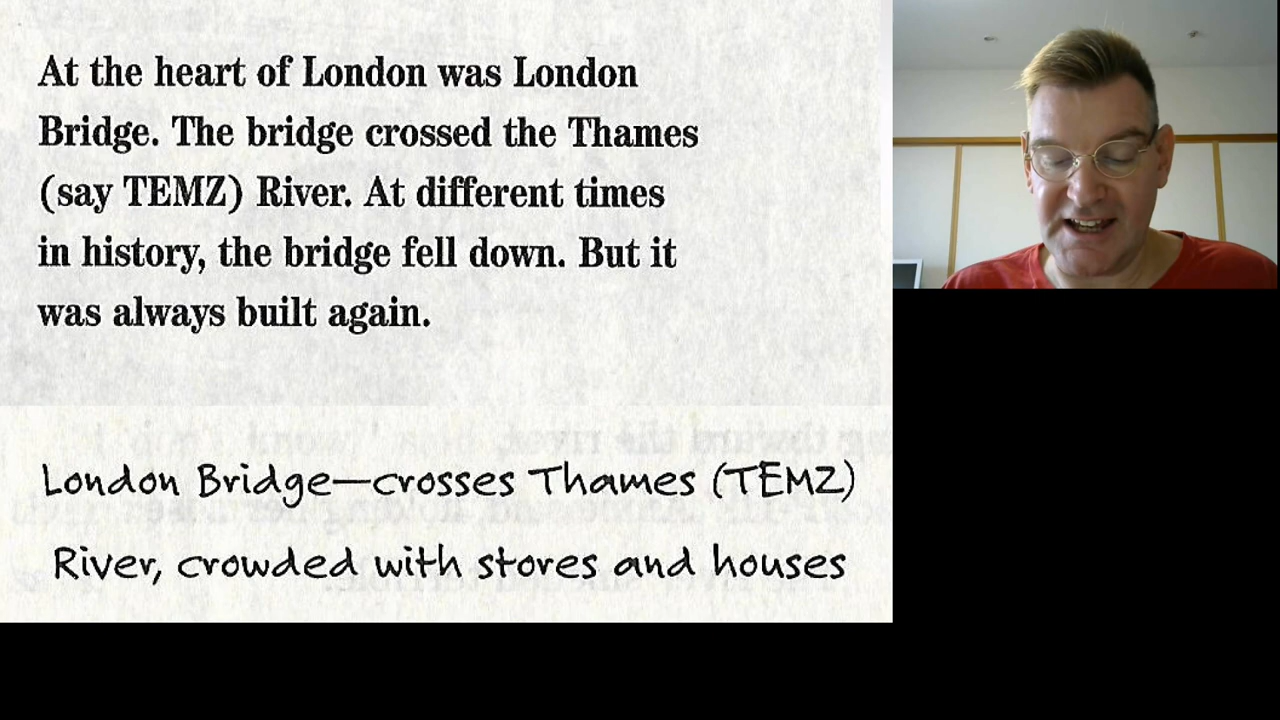 At the heart of London was London
Bridge. The bridge crossed the Thames
(say TEMZ) River. At different times
in history, the bridge fell down. But it
was always built again.
London Bridge—crosses Thames (TEMZ)
River, crowded with stores and houses